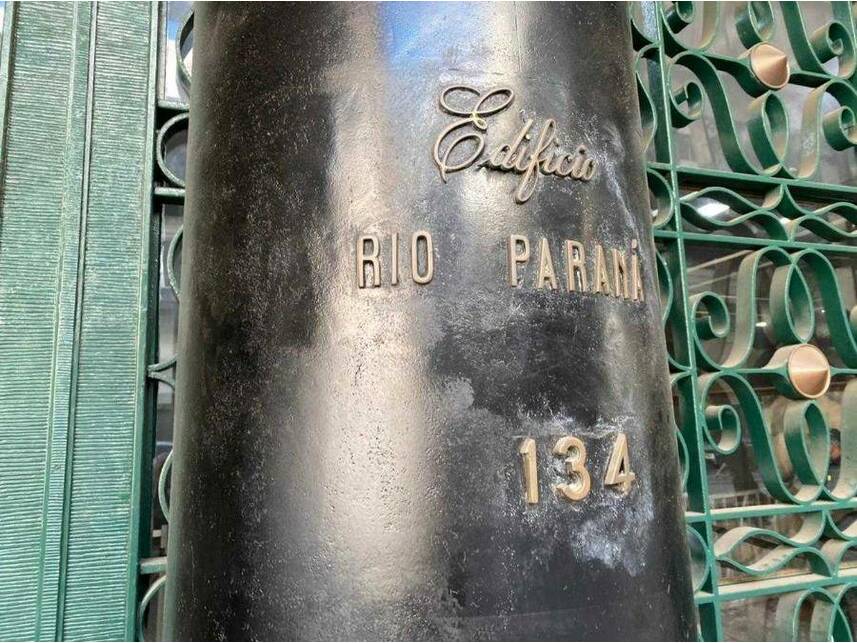 Edificio
RIO PARANÁ
134